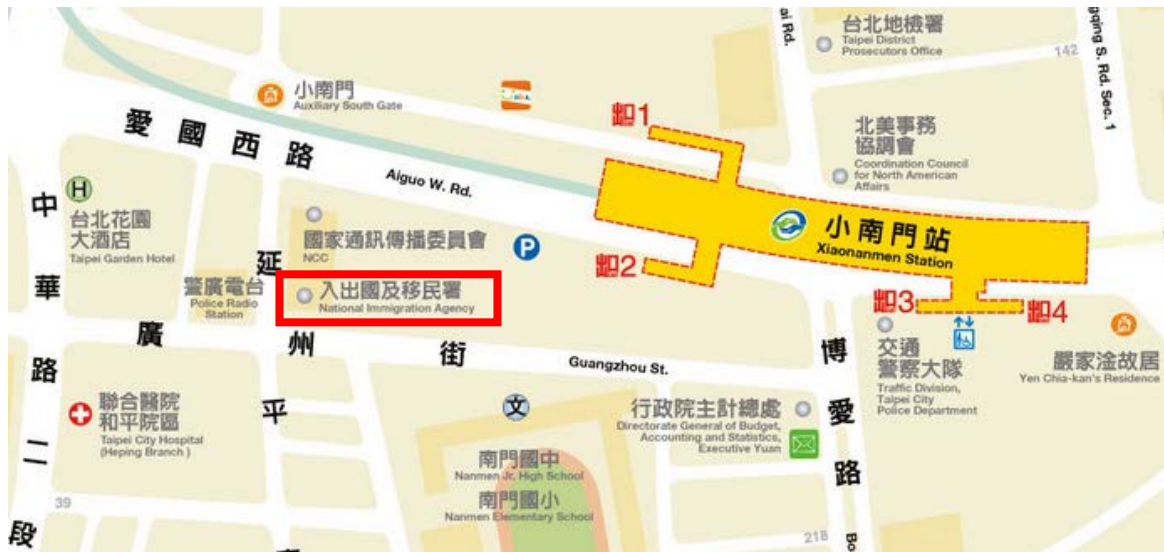 ai Rd.
台北地檢署
Taipei District
Prosecutors Office
142
qing S. Rd. Sec. 1
小南門
Auxiliary South Gate
出口1
愛國西路
Aiguo W. Rd.
北美事務
協調會
Coordination Council
for North American
Affairs
中華路二段
H
台北花園
大酒店
Taipei Garden Hotel
國家通訊傳播委員會
NCC
P
小南門站
Xiaonanmen Station
出口2
延平
警廣電台
Police Radio
Station
入出國及移民署
National Immigration Agency
出口3
出口4
廣州街
Guangzhou St.
博愛路
交通
警察大隊
Traffic Division,
Taipei City
Police Department
嚴家淦故居
Yen Chia-kan's Residence
聯合醫院
和平院區
Taipei City Hospital
(Heping Branch )
文
行政院主計總處
Directorate General of Budget,
Accounting and Statistics,
Executive Yuan
南門國中
Nanmen Jr. High School
南門國小
Nanmen Elementary School
39
218
Bo